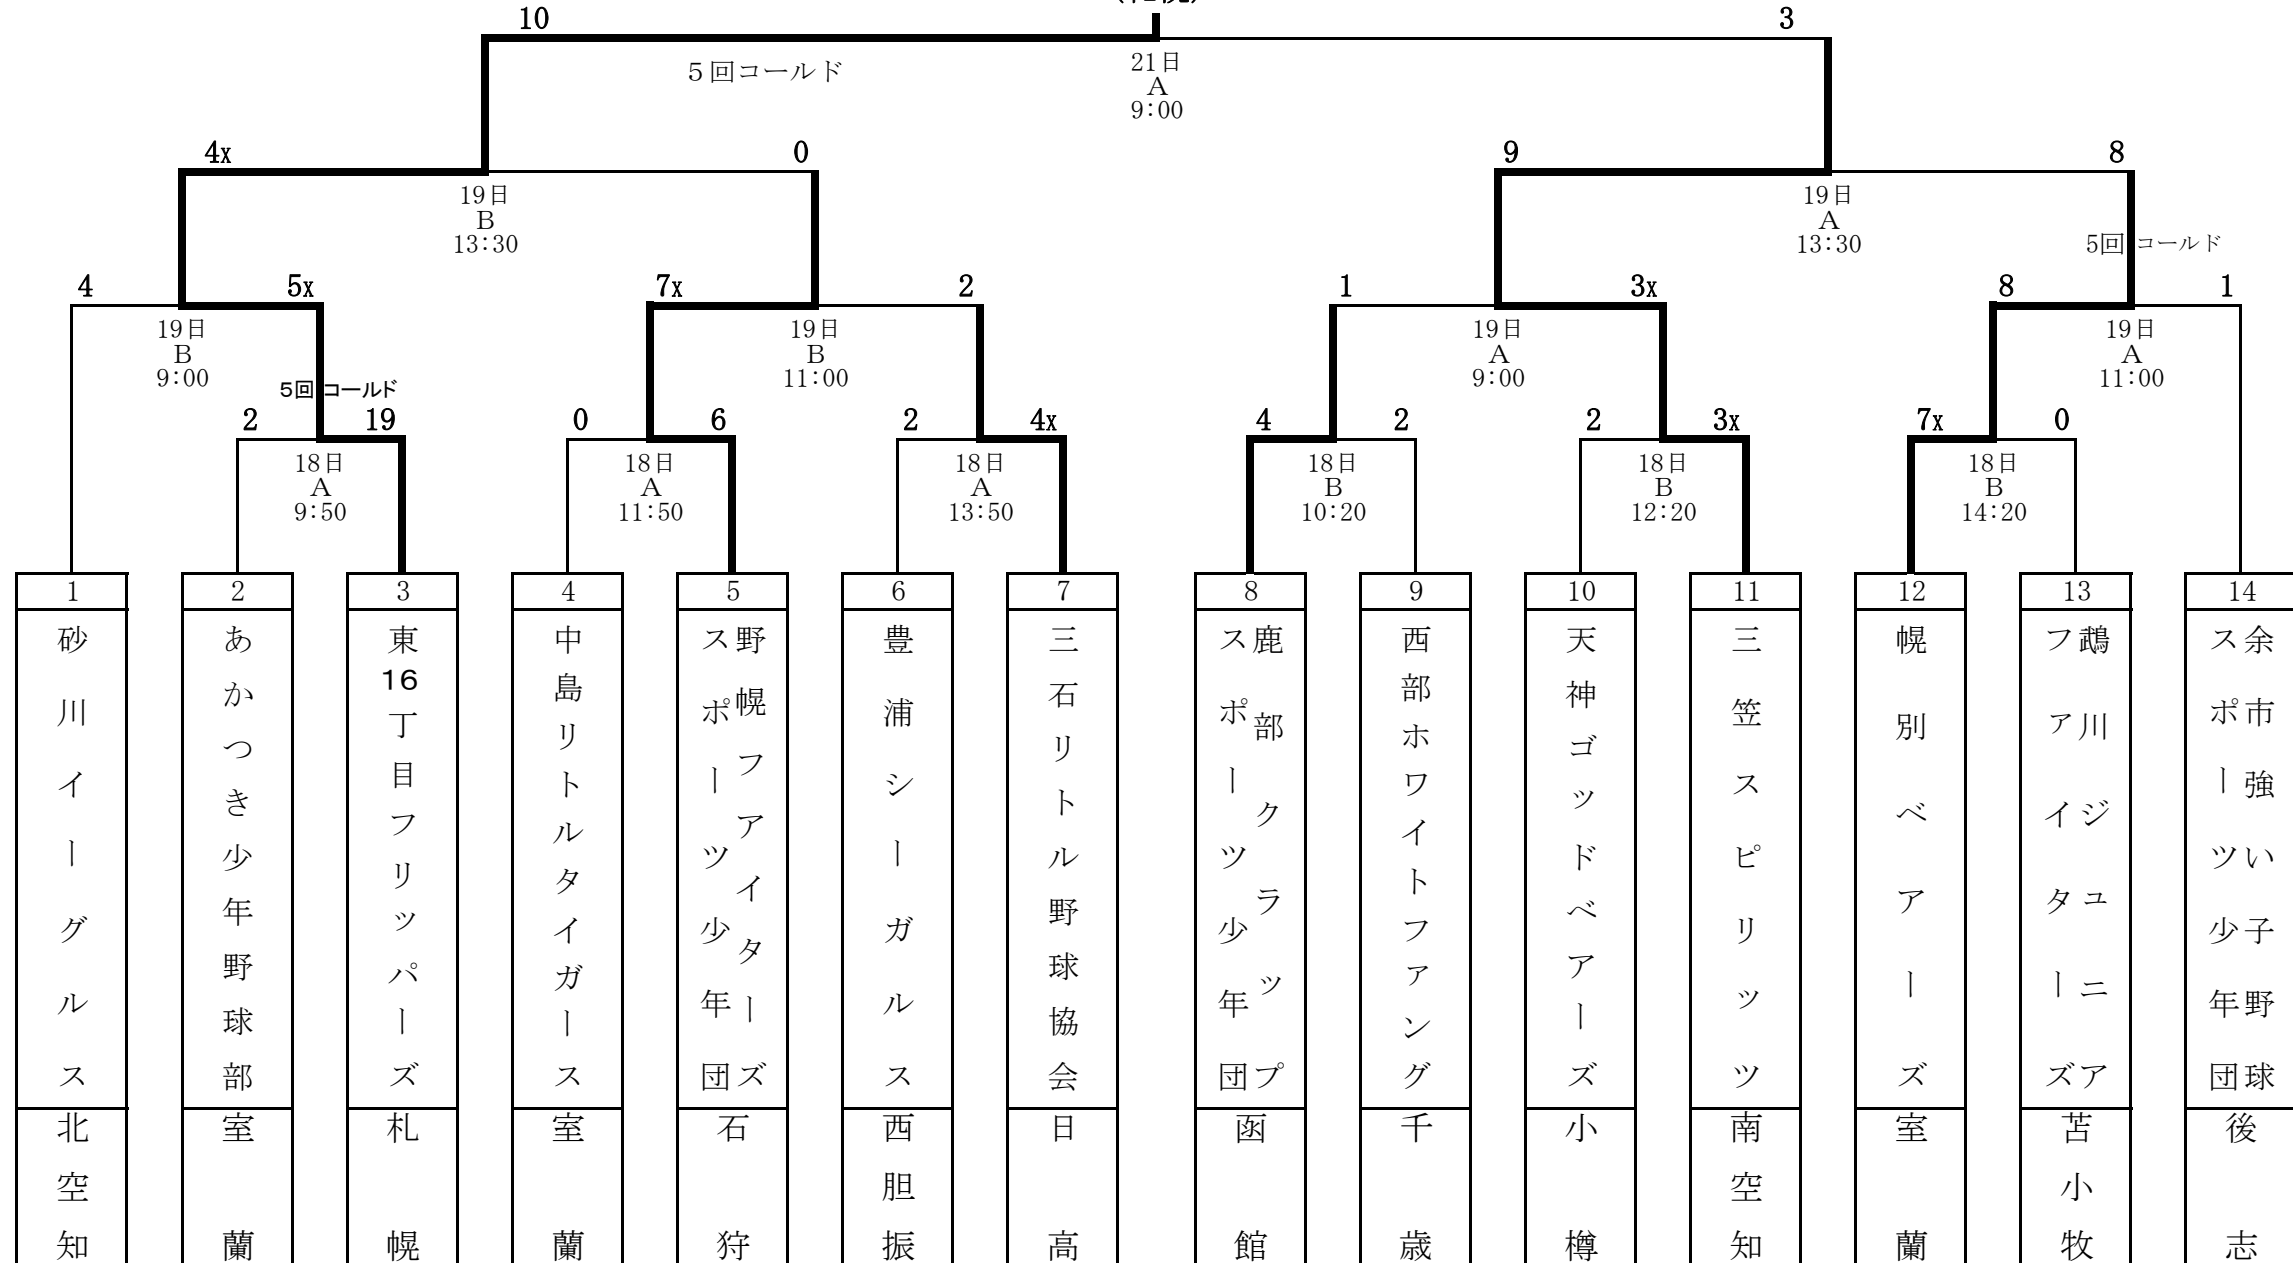 10
3
５回コールド
21日
A
9:00
4x
0
9
8
19日
B
13:30
19日
A
13:30
5回 コールド
4
5x
7x
2
1
3x
8
1
19日
B
9:00
19日
B
11:00
19日
A
9:00
19日
A
11:00
5回 コールド
2
19
0
6
2
4x
4
2
2
3x
7x
0
18日
A
9:50
18日
A
11:50
18日
A
13:50
18日
B
10:20
18日
B
12:20
18日
B
14:20
1
砂川イーグルス
北空知
2
あかつき少年野球部
室蘭
3
東16丁目フリッパーズ
札幌
4
中島リトルタイガース
室蘭
5
野幌ファイターズ
スポーツ少年団
石狩
6
豊浦シーガルス
西胆振
7
三石リトル野球協会
日高
8
鹿部クラップ
スポーツ少年団
函館
9
西部ホワイトファング
千歳
10
天神ゴッドベアーズ
小樽
11
三笠スピリッツ
南空知
12
幌別ベアーズ
室蘭
13
鵡川ジュニア
ファイターズ
苫小牧
14
余市強い子野球
スポーツ少年団
後志